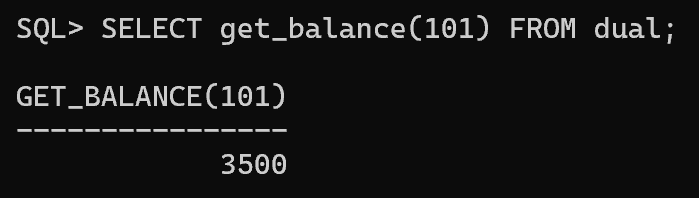 SQL> SELECT get_balance(101) FROM dual;
GET_BALANCE(101)
----------------
3500